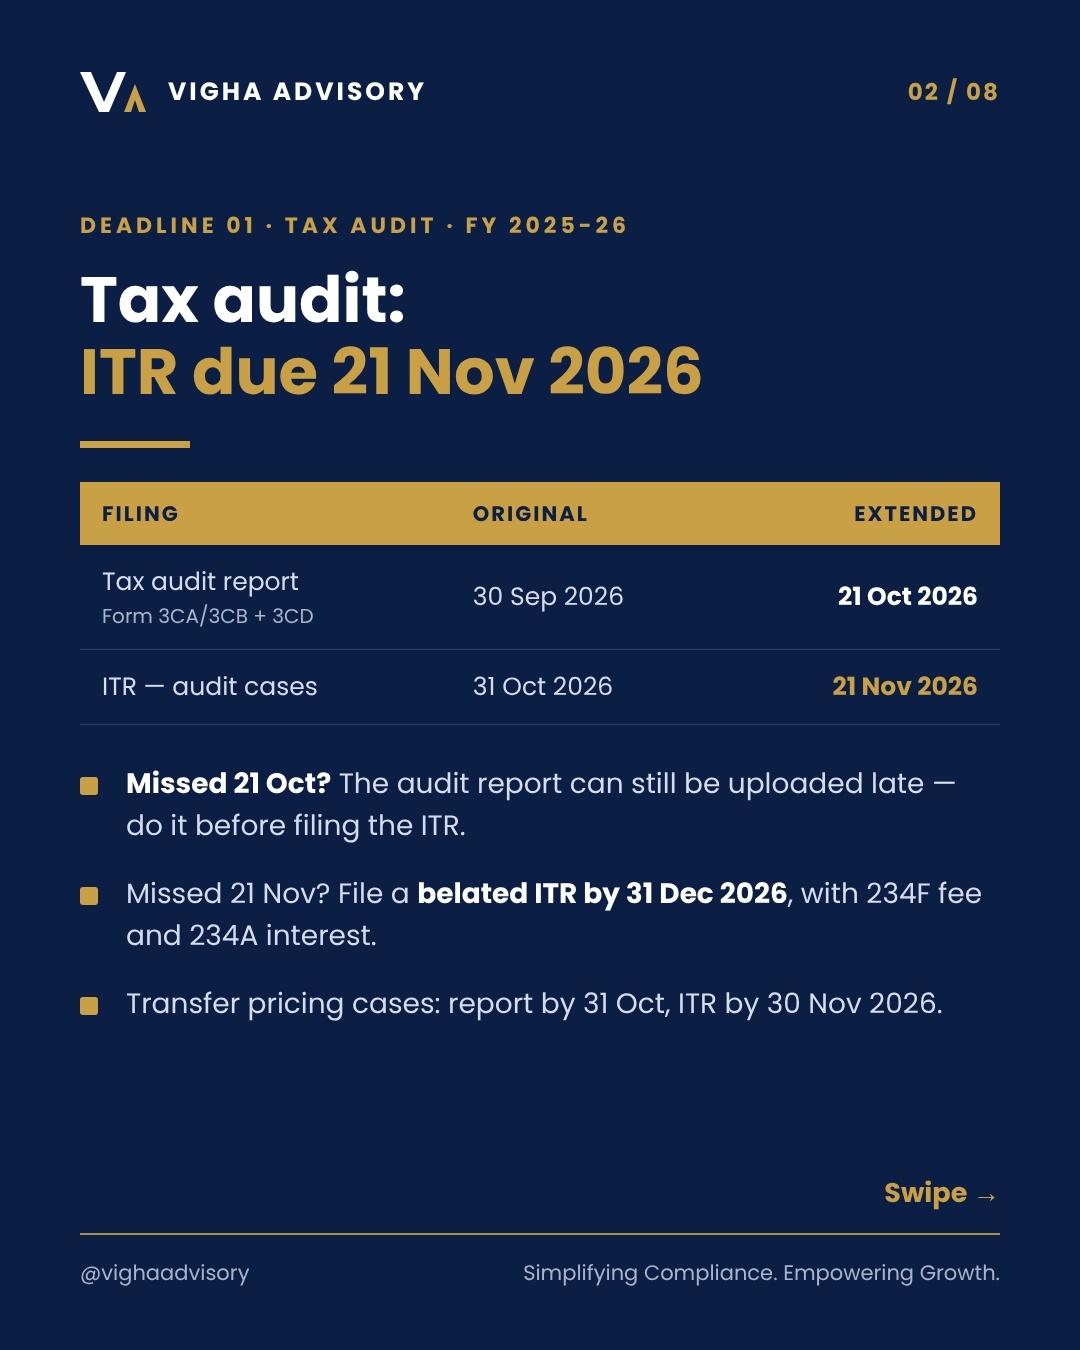 VIGHA ADVISORY
02 / 08
DEADLINE 01 · TAX AUDIT · FY 2025-26
Tax audit:
ITR due 21 Nov 2026
FILING ORIGINAL EXTENDED
Tax audit report
Form 3CA/3CB + 3CD
30 Sep 2026 21 Oct 2026
ITR — audit cases 31 Oct 2026 21 Nov 2026
Missed 21 Oct? The audit report can still be uploaded late —
do it before filing the ITR.
Missed 21 Nov? File a belated ITR by 31 Dec 2026, with 234F fee
and 234A interest.
Transfer pricing cases: report by 31 Oct, ITR by 30 Nov 2026.
Swipe →
@vighaadvisory
Simplifying Compliance. Empowering Growth.